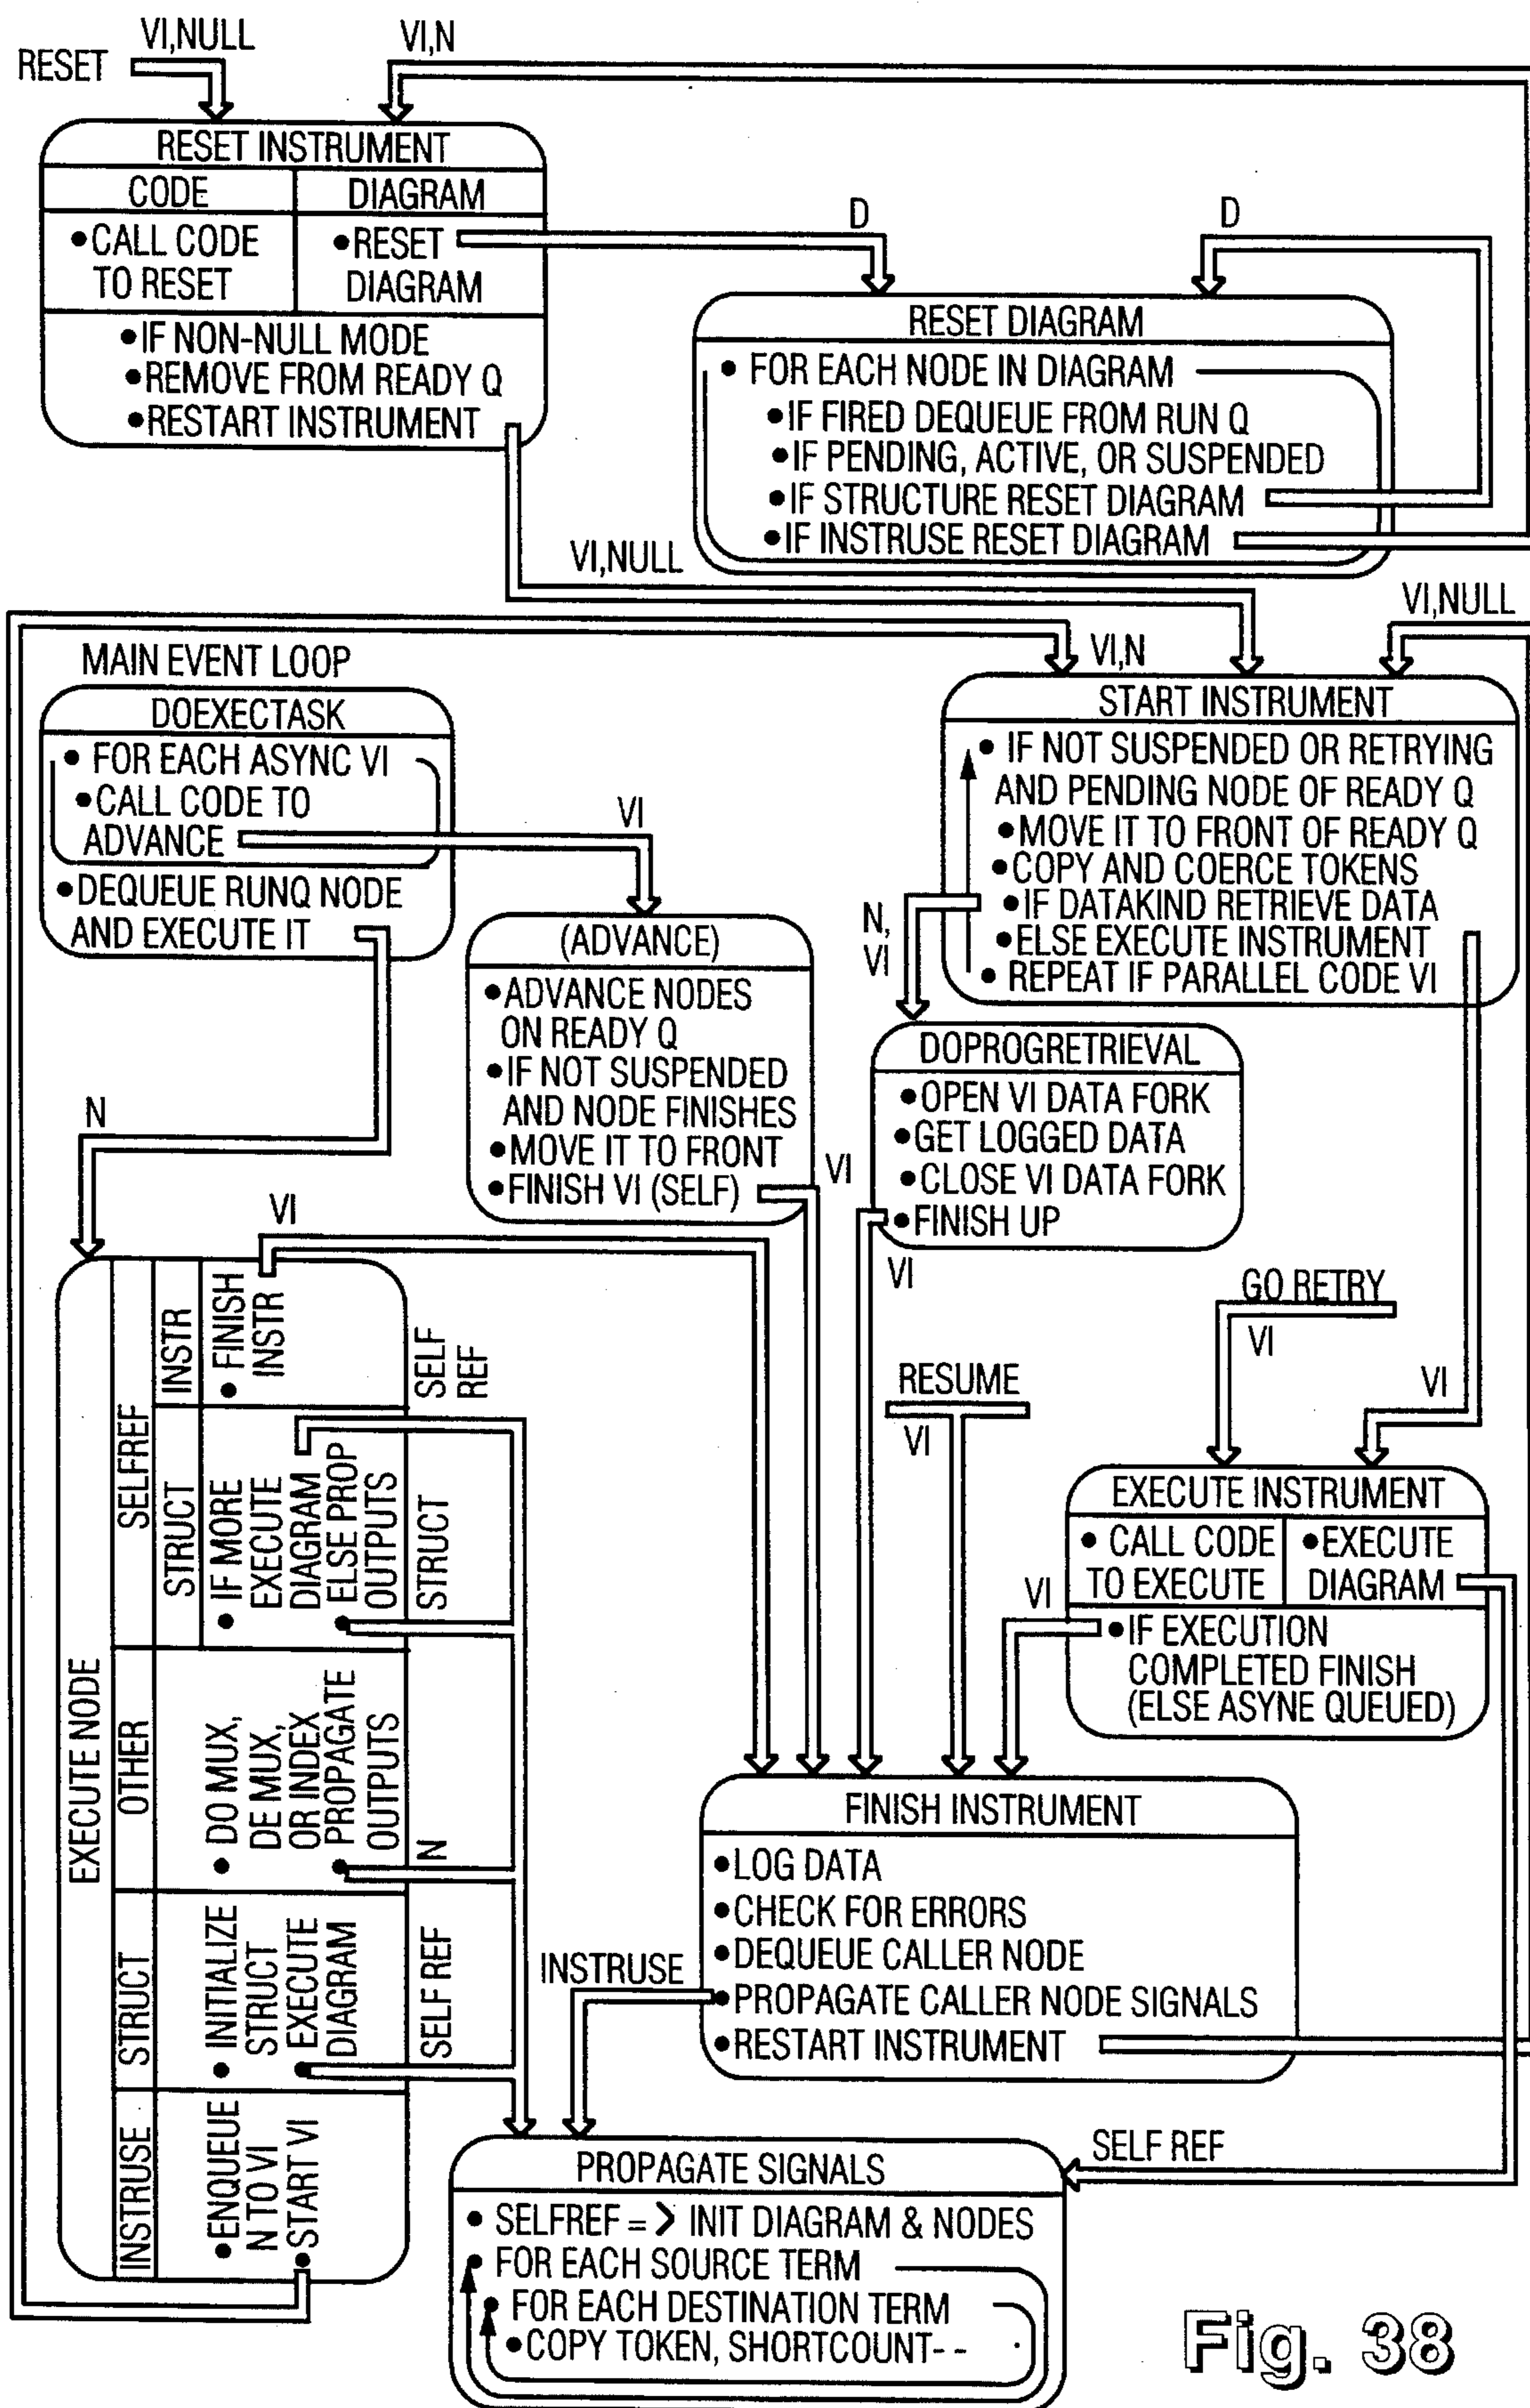 VI,NULL
VI,N
RESET
RESET INSTRUMENT
CODE
DIAGRAM
•CALL CODE
TO RESET
•RESET
DIAGRAM
•IF NON-NULL MODE
•REMOVE FROM READY Q
•RESTART INSTRUMENT
D
D
RESET DIAGRAM
• FOR EACH NODE IN DIAGRAM
•IF FIRED DEQUEUE FROM RUN Q
•IF PENDING, ACTIVE, OR SUSPENDED
•IF STRUCTURE RESET DIAGRAM
•IF INSTRUSE RESET DIAGRAM
VI,NULL
VI,NULL
VI,N
MAIN EVENT LOOP
DOEXECTASK
• FOR EACH ASYNC VI
•CALL CODE TO
ADVANCE
•DEQUEUE RUNQ NODE
AND EXECUTE IT
VI
START INSTRUMENT
• IF NOT SUSPENDED OR RETRYING
AND PENDING NODE OF READY Q
•MOVE IT TO FRONT OF READY Q
•COPY AND COERCE TOKENS
•IF DATAKIND RETRIEVE DATA
•ELSE EXECUTE INSTRUMENT
• REPEAT IF PARALLEL CODE VI
N,
VI
(ADVANCE)
•ADVANCE NODES
ON READY Q
•IF NOT SUSPENDED
AND NODE FINISHES
•MOVE IT TO FRONT
•FINISH VI (SELF)
VI
DOPROGRETRIEVAL
•OPEN VI DATA FORK
•GET LOGGED DATA
•CLOSE VI DATA FORK
•FINISH UP
VI
N
VI
GO RETRY
VI
RESUME
VI
VI
EXECUTE NODE
SELFREF
INSTR
• FINISH
INSTR
SELF
REF
STRUCT
• IF MORE
EXECUTE
DIAGRAM
ELSE PROP
• OUTPUTS
STRUCT
OTHER
• DO MUX,
DE MUX,
OR INDEX
• PROPAGATE
OUTPUTS
N
STRUCT
• INITIALIZE
STRUCT
• EXECUTE
DIAGRAM
SELF REF
INSTRUSE
•ENQUEUE
N TO VI
•START VI
EXECUTE INSTRUMENT
• CALL CODE
TO EXECUTE
•EXECUTE
DIAGRAM
VI
•IF EXECUTION
COMPLETED FINISH
(ELSE ASYNE QUEUED)
FINISH INSTRUMENT
•LOG DATA
•CHECK FOR ERRORS
•DEQUEUE CALLER NODE
•PROPAGATE CALLER NODE SIGNALS
•RESTART INSTRUMENT
INSTRUSE
SELF REF
PROPAGATE SIGNALS
• SELFREF = > INIT DIAGRAM & NODES
• FOR EACH SOURCE TERM
• FOR EACH DESTINATION TERM
•COPY TOKEN, SHORTCOUNT- -
Fig. 38